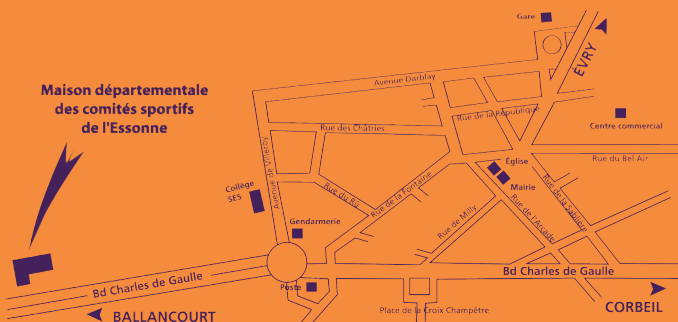 Gare
ÉVRY
Avenue Darblay
Maison départementale
des comités sportifs
de l'Essonne
Rue de la République
Centre commercial
Rue des Châtries
Avenue de Villeroy
Rue du Bel Air
Église
Mairie
Collège
SES
Rue du Rû
Rue de la Fontaine
Rue de la Sablière
Rue de l'Arcade
Rue de Milly
Gendarmerie
Bd Charles de Gaulle
Bd Charles de Gaulle
Poste
Place de la Croix Champêtre
CORBEIL
BALLANCOURT